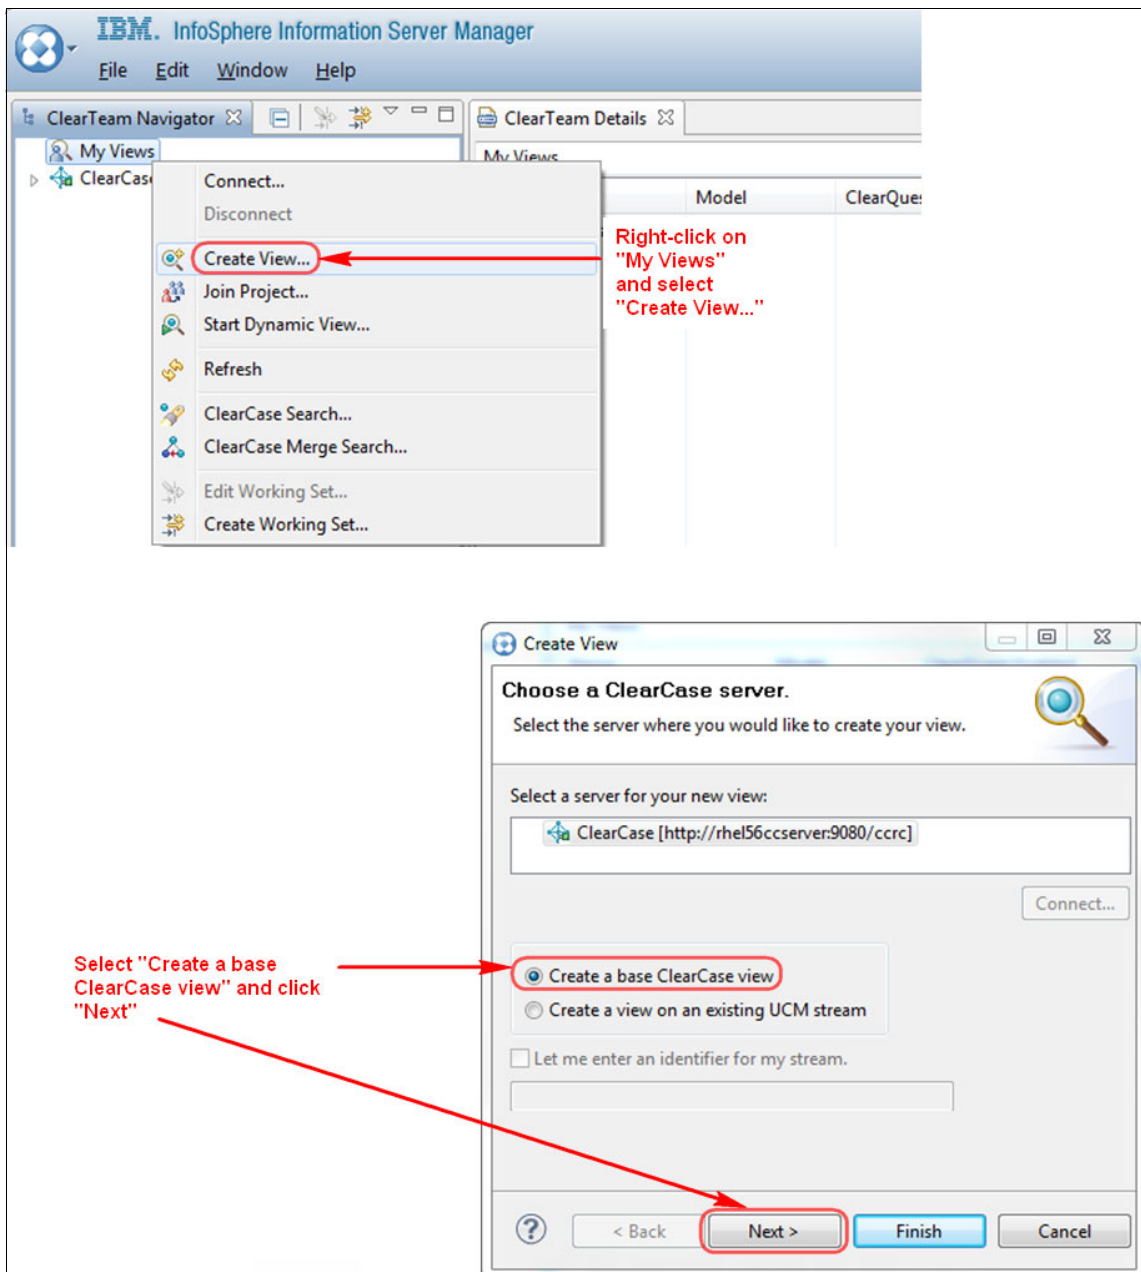 IBM. InfoSphere Information Server Manager
File Edit Window Help
ClearTeam Navigator
ClearTeam Details
My Views
My Views
ClearCase
Model ClearQues
Connect...
Disconnect
Create View...
Join Project...
Start Dynamic View...
Refresh
ClearCase Search...
ClearCase Merge Search...
Edit Working Set...
Create Working Set...
Right-click on
"My Views"
and select
"Create View..."
Create View
Choose a ClearCase server.
Select the server where you would like to create your view.
Select a server for your new view:
ClearCase [http://rhel56ccserver:9080/ccrc]
Connect...
Select "Create a base
ClearCase view" and click
"Next"
Create a base ClearCase view
Create a view on an existing UCM stream
Let me enter an identifier for my stream.
? < Back Next > Finish Cancel